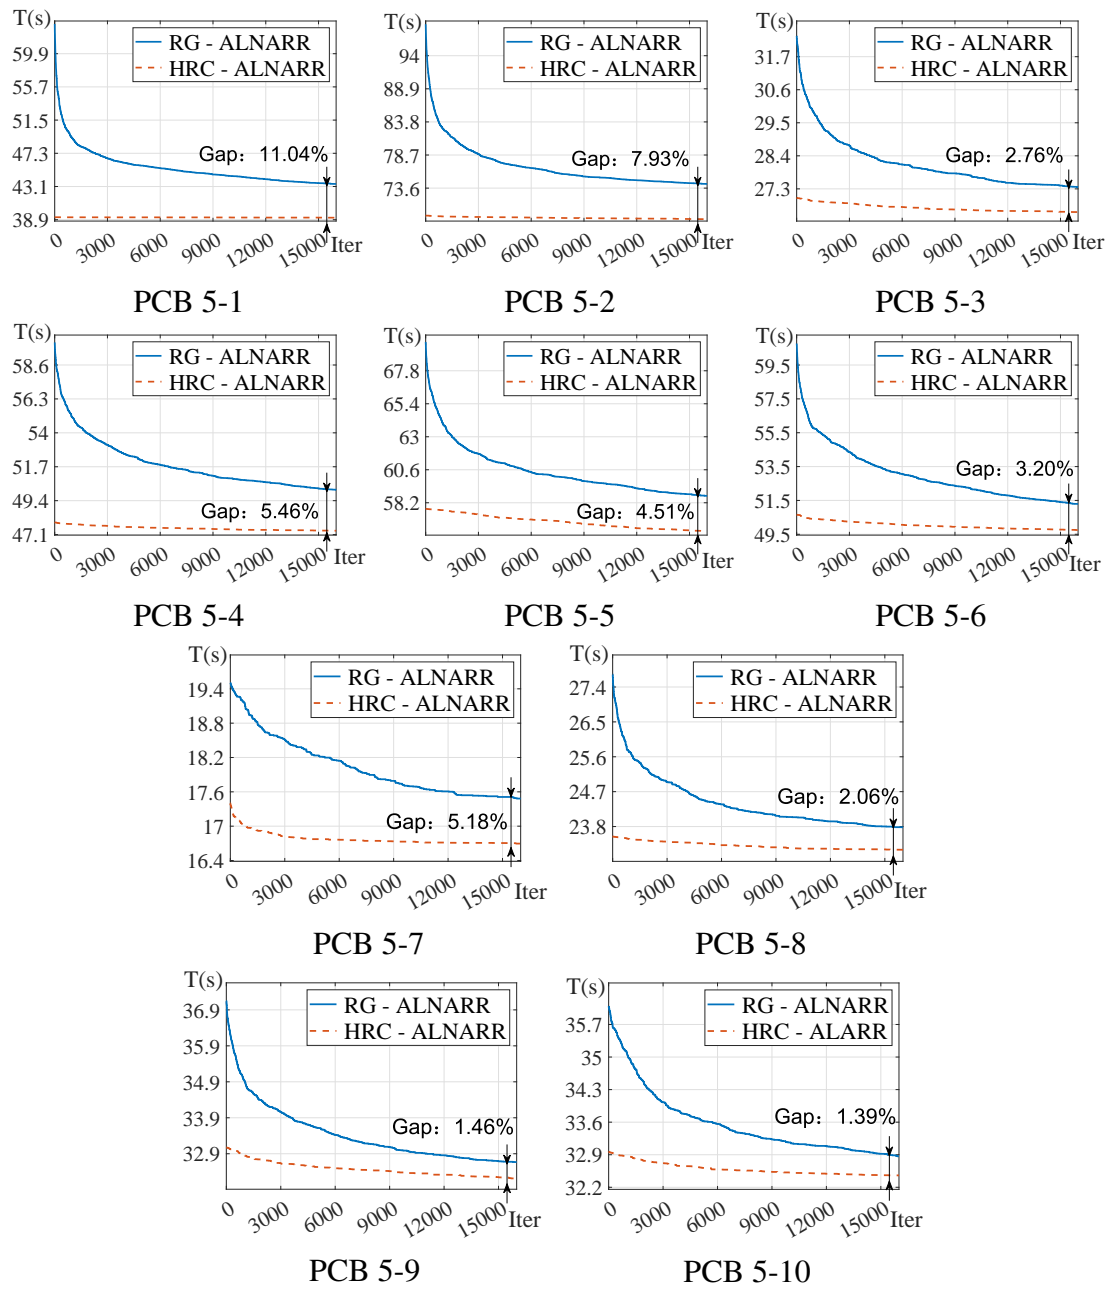 T(s)
59.9
55.7
51.5
47.3
43.1
38.9
RG - ALNARR
HRC - ALNARR
Gap: 11.04%
0
3000
6000
9000
12000
15000
Iter
PCB 5-1
T(s)
94
88.9
83.8
78.7
73.6
RG - ALNARR
HRC - ALNARR
Gap: 7.93%
0
3000
6000
9000
12000
15000
Iter
PCB 5-2
T(s)
31.7
30.6
29.5
28.4
27.3
RG - ALNARR
HRC - ALNARR
Gap: 2.76%
0
3000
6000
9000
12000
15000
Iter
PCB 5-3
T(s)
58.6
56.3
54
51.7
49.4
47.1
RG - ALNARR
HRC - ALNARR
Gap: 5.46%
0
3000
6000
9000
12000
15000
Iter
PCB 5-4
T(s)
67.8
65.4
63
60.6
58.2
RG - ALNARR
HRC - ALNARR
Gap: 4.51%
0
3000
6000
9000
12000
15000
Iter
PCB 5-5
T(s)
59.5
57.5
55.5
53.5
51.5
49.5
RG - ALNARR
HRC - ALNARR
Gap: 3.20%
0
3000
6000
9000
12000
15000
Iter
PCB 5-6
T(s)
19.4
18.8
18.2
17.6
17
16.4
RG - ALNARR
HRC - ALNARR
Gap: 5.18%
0
3000
6000
9000
12000
15000
Iter
PCB 5-7
T(s)
27.4
26.5
25.6
24.7
23.8
RG - ALNARR
HRC - ALNARR
Gap: 2.06%
0
3000
6000
9000
12000
15000
Iter
PCB 5-8
T(s)
36.9
35.9
34.9
33.9
32.9
RG - ALNARR
HRC - ALNARR
Gap: 1.46%
0
3000
6000
9000
12000
15000
Iter
PCB 5-9
T(s)
35.7
35
34.3
33.6
32.9
32.2
RG - ALNARR
HRC - ALARR
Gap: 1.39%
0
3000
6000
9000
12000
15000
Iter
PCB 5-10